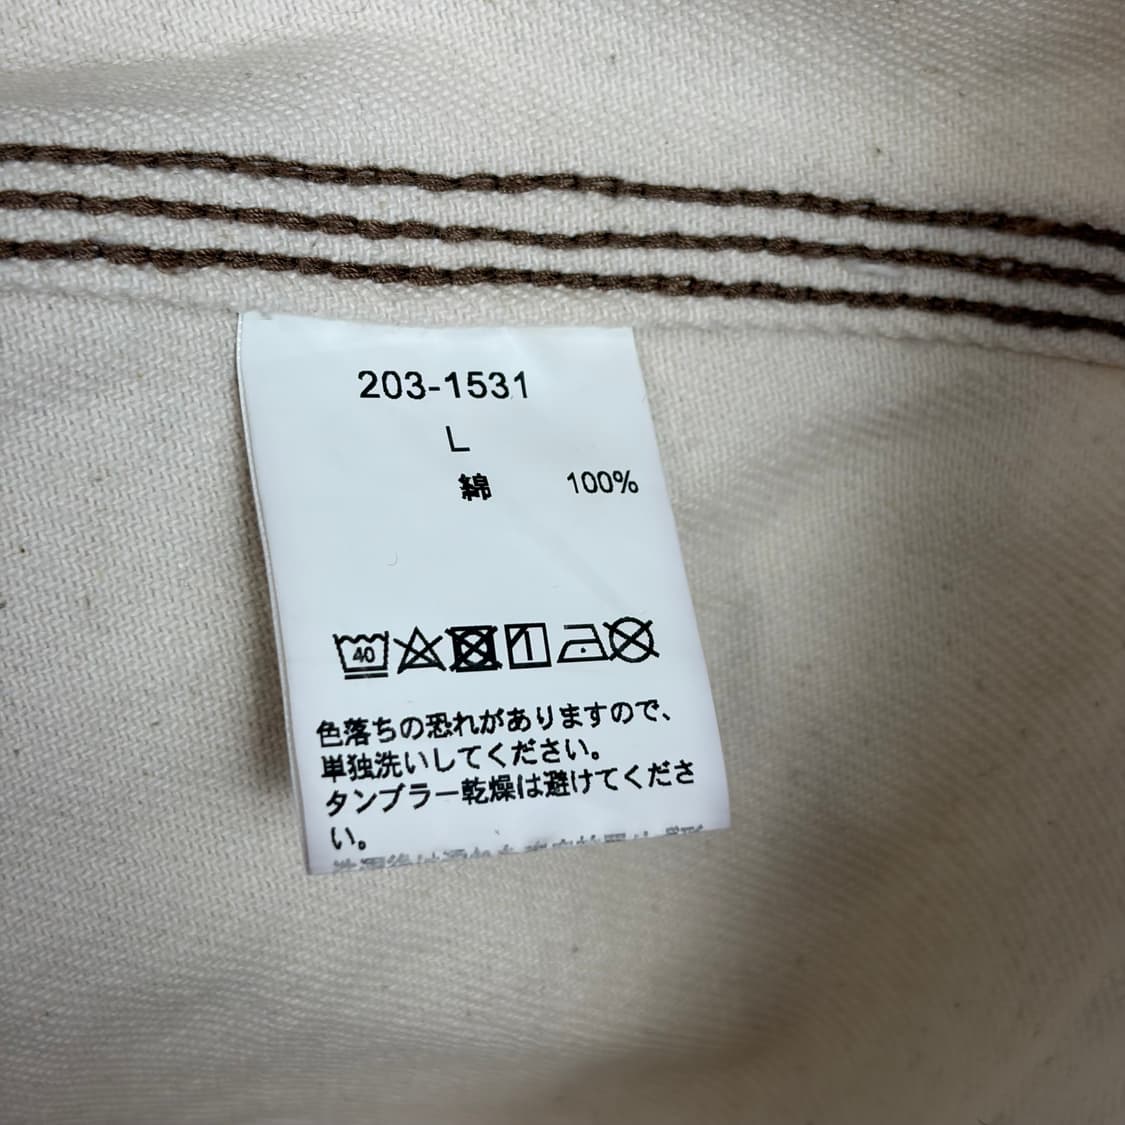 203-1531
L
綿 100%
40
色落ちの恐れがありますので、
単独洗いしてください。
タンブラー乾燥は避けてくださ
い。